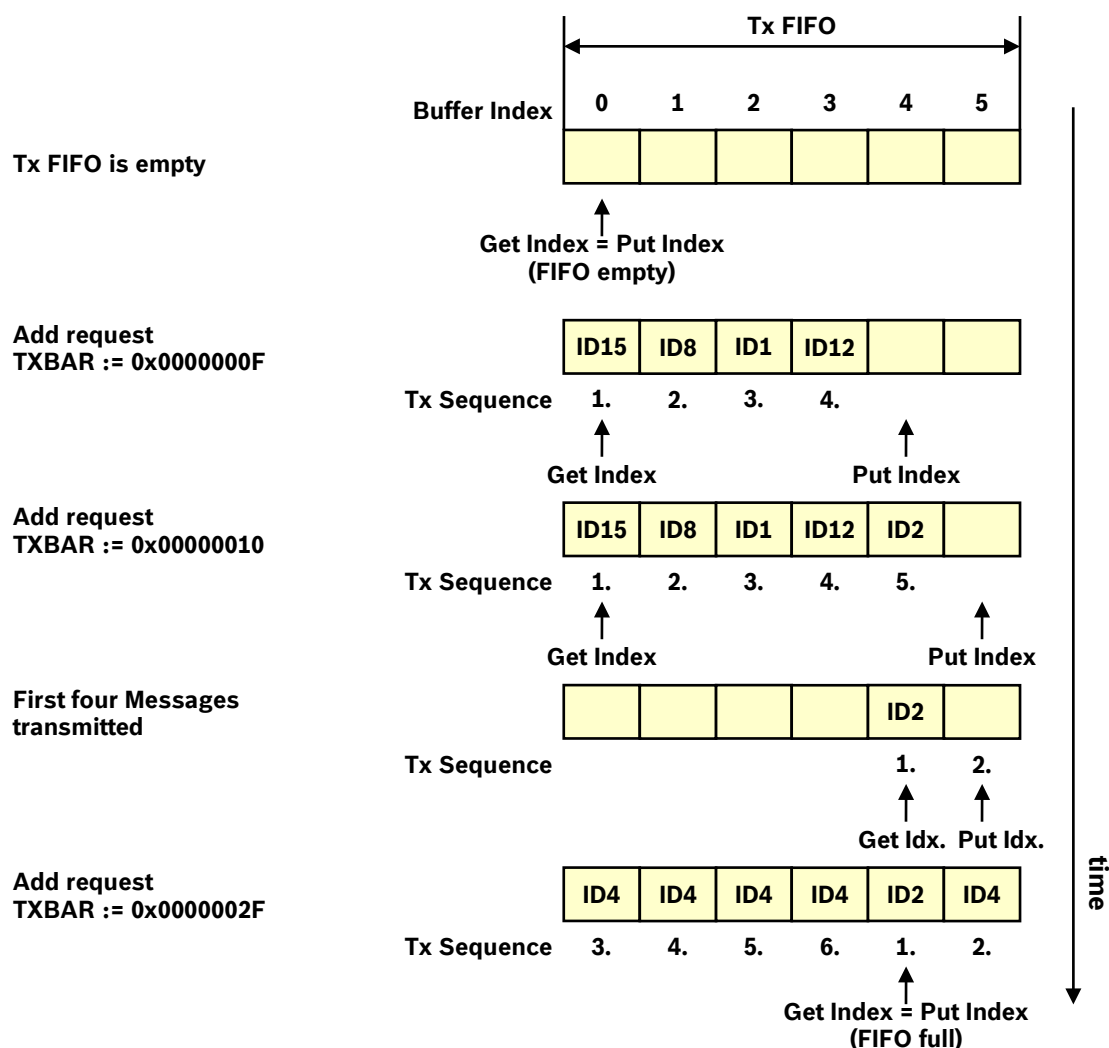 Tx FIFO
Buffer Index 0 1 2 3 4 5
Tx FIFO is empty
Get Index = Put Index
(FIFO empty)
Add request
TXBAR := 0x0000000F
ID15 ID8 ID1 ID12
Tx Sequence 1. 2. 3. 4.
Get Index Put Index
Add request
TXBAR := 0x00000010
ID15 ID8 ID1 ID12 ID2
Tx Sequence 1. 2. 3. 4. 5.
Get Index Put Index
First four Messages
transmitted
ID2
Tx Sequence 1. 2.
Get Idx. Put Idx.
time
Add request
TXBAR := 0x0000002F
ID4 ID4 ID4 ID4 ID2 ID4
Tx Sequence 3. 4. 5. 6. 1. 2.
Get Index = Put Index
(FIFO full)